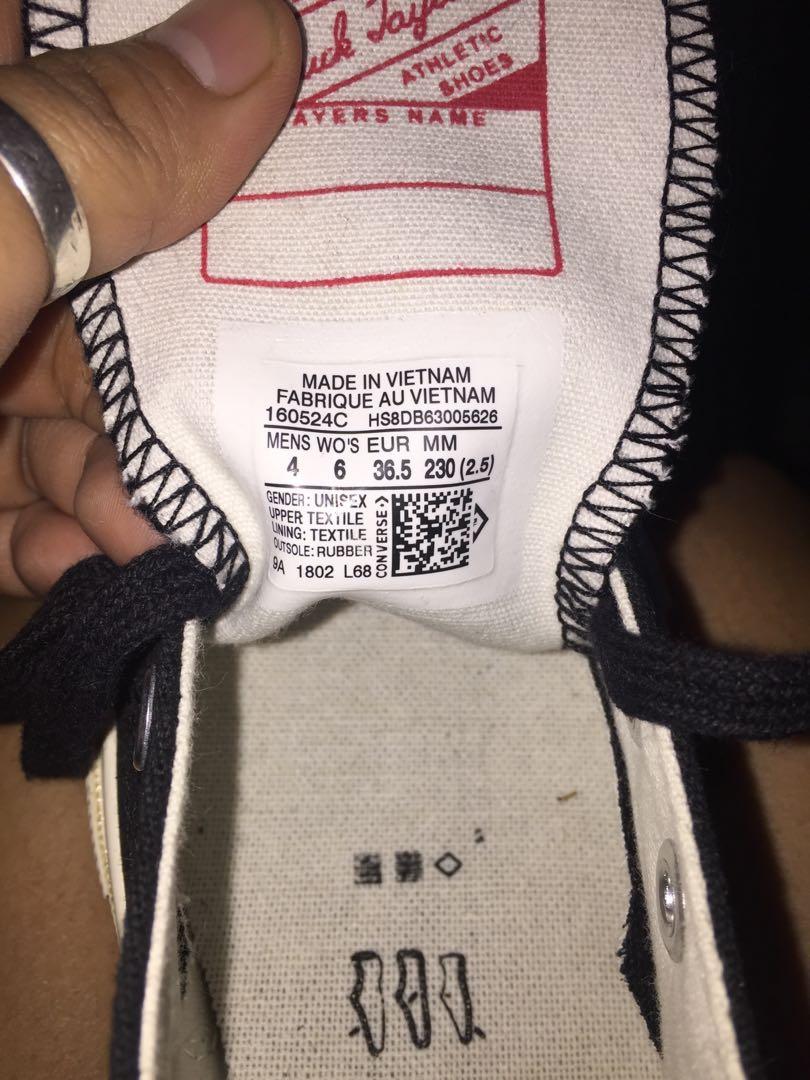 Taylor
ATHLETIC
SHOES
AYERS NAME
MADE IN VIETNAM
FABRIQUE AU VIETNAM
160524C HS8DB63005626
MENS WO'S EUR MM
4 6 36.5 230 (2.5)
GENDER: UNISEX
UPPER TEXTILE
LINING: TEXTILE
OUTSOLE: RUBBER
9A 1802 L68
CONVERSE